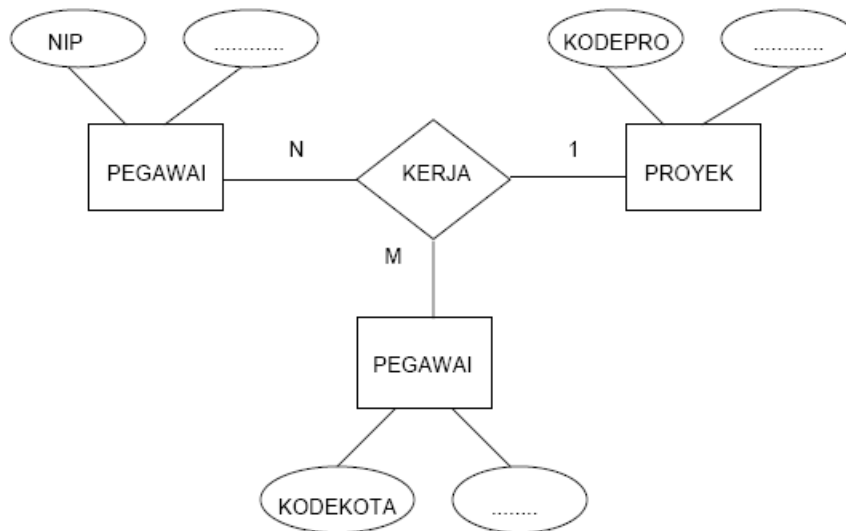 NIP
............
KODEPRO
............
PEGAWAI
N
KERJA
1
PROYEK
M
PEGAWAI
KODEKOTA
........